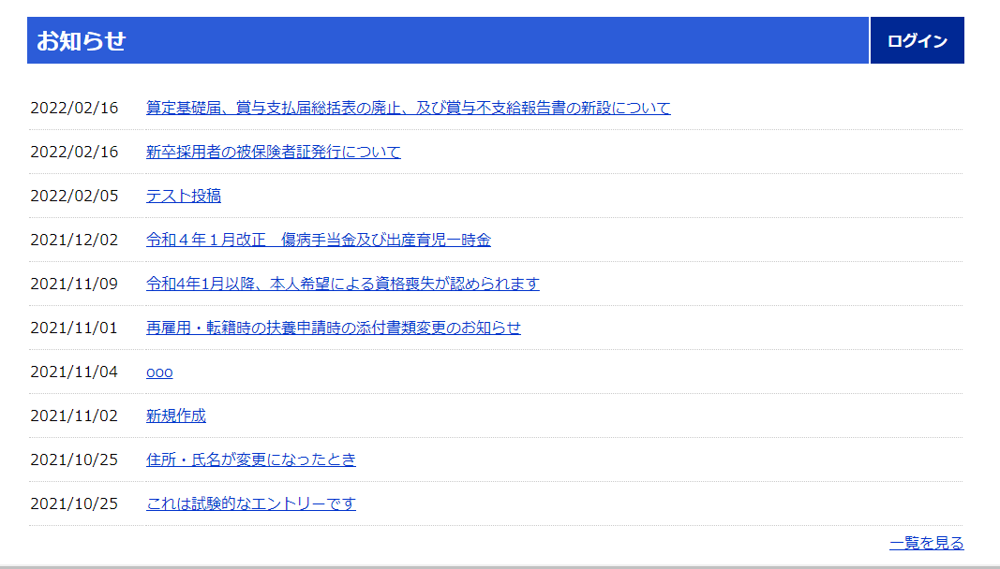 お知らせ ログイン
2022/02/16 算定基礎届、賞与支払届総括表の廃止、及び賞与不支給報告書の新設について
2022/02/16 新卒採用者の被保険者証発行について
2022/02/05 テスト投稿
2021/12/02 令和４年１月改正　傷病手当金及び出産育児一時金
2021/11/09 令和4年1月以降、本人希望による資格喪失が認められます
2021/11/01 再雇用・転籍時の扶養申請時の添付書類変更のお知らせ
2021/11/04 ooo
2021/11/02 新規作成
2021/10/25 住所・氏名が変更になったとき
2021/10/25 これは試験的なエントリーです
一覧を見る